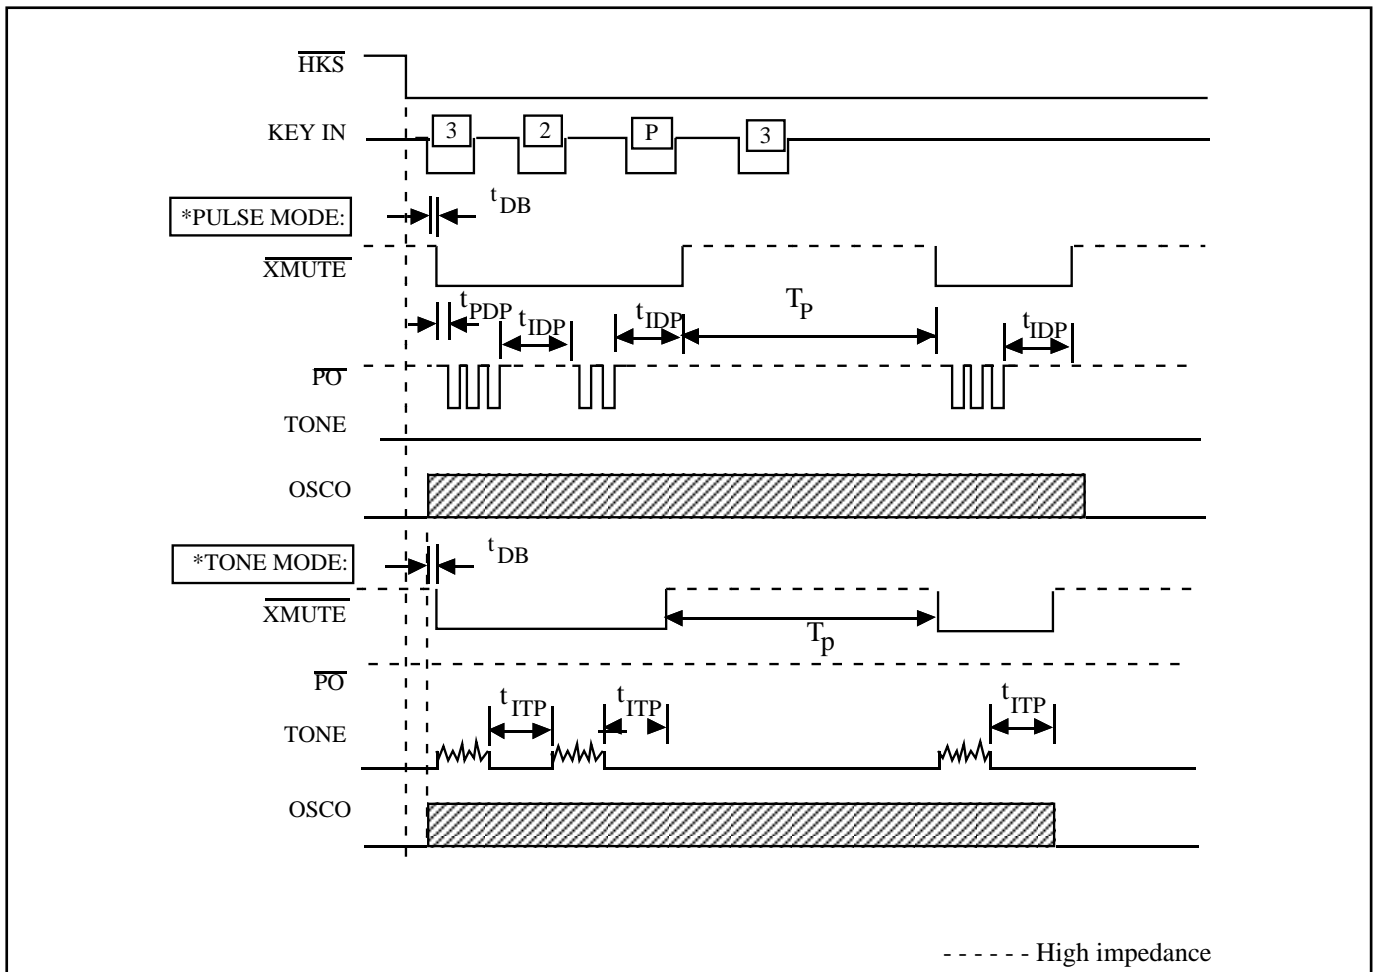 HKS
KEY IN 3 2 P 3
tDB
*PULSE MODE:
XMUTE
tPDP tIDP tIDP TP tIDP
PO
TONE
OSCO
tDB
*TONE MODE:
XMUTE
Tp
PO
tITP tITP tITP
TONE
OSCO
------ High impedance